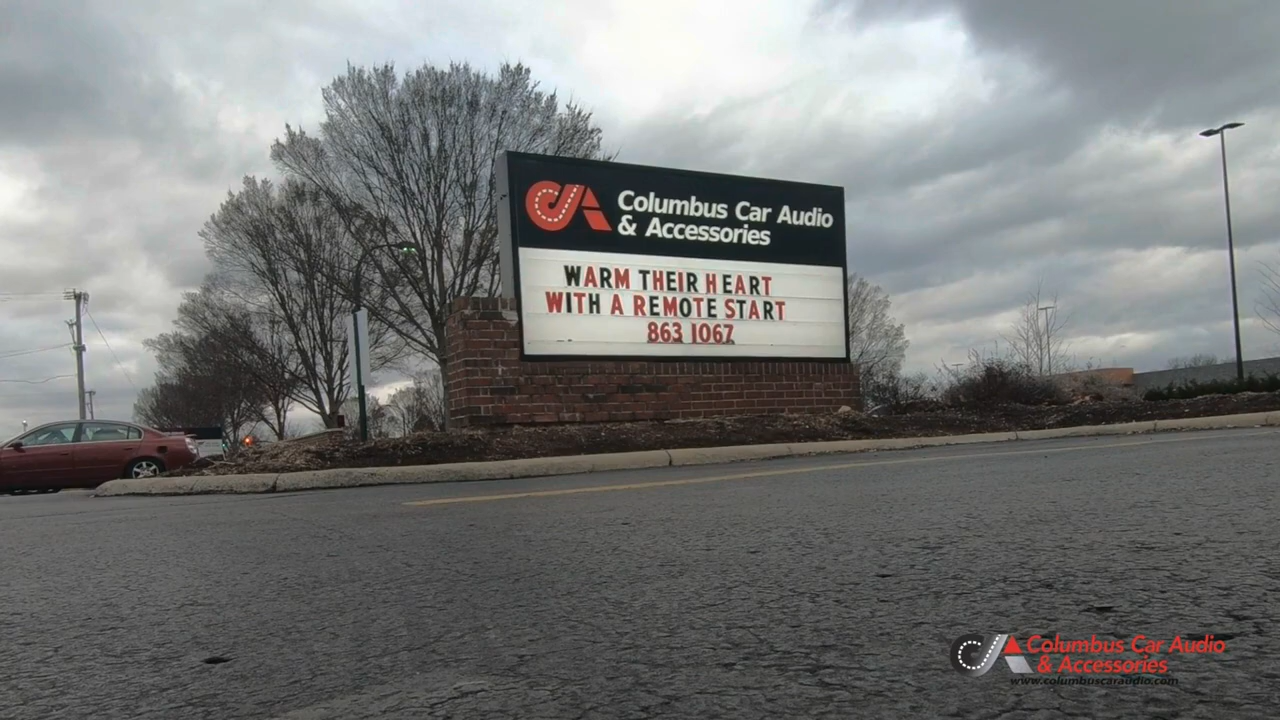 Columbus Car Audio
& Accessories
WARM THEIR HEART
WITH A REMOTE START
863 1067
Columbus Car Audio
& Accessories
www.columbuscaraudio.com